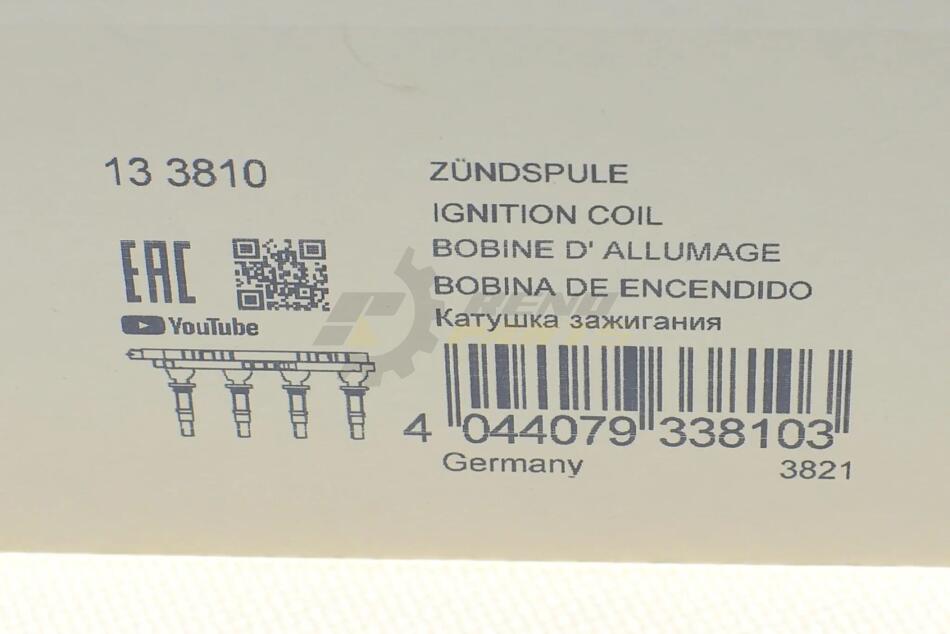 13 3810
ZÜNDSPULE
IGNITION COIL
BOBINE D' ALLUMAGE
BOBINA DE ENCENDIDO
Катушка зажигания
EAC
YouTube
4 044079 338103
Germany
3821